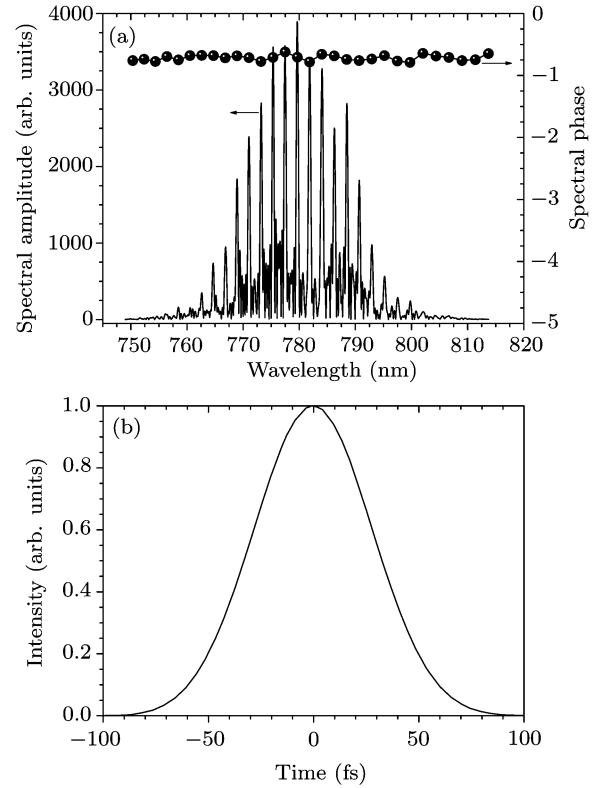 (a)
Spectral amplitude (arb. units)
4000
3000
2000
1000
0
0
−1
−2
−3
−4
−5
Spectral phase
750 760 770 780 790 800 810 820
Wavelength (nm)
(b)
Intensity (arb. units)
1.0
0.8
0.6
0.4
0.2
0.0
−100 −50 0 50 100
Time (fs)